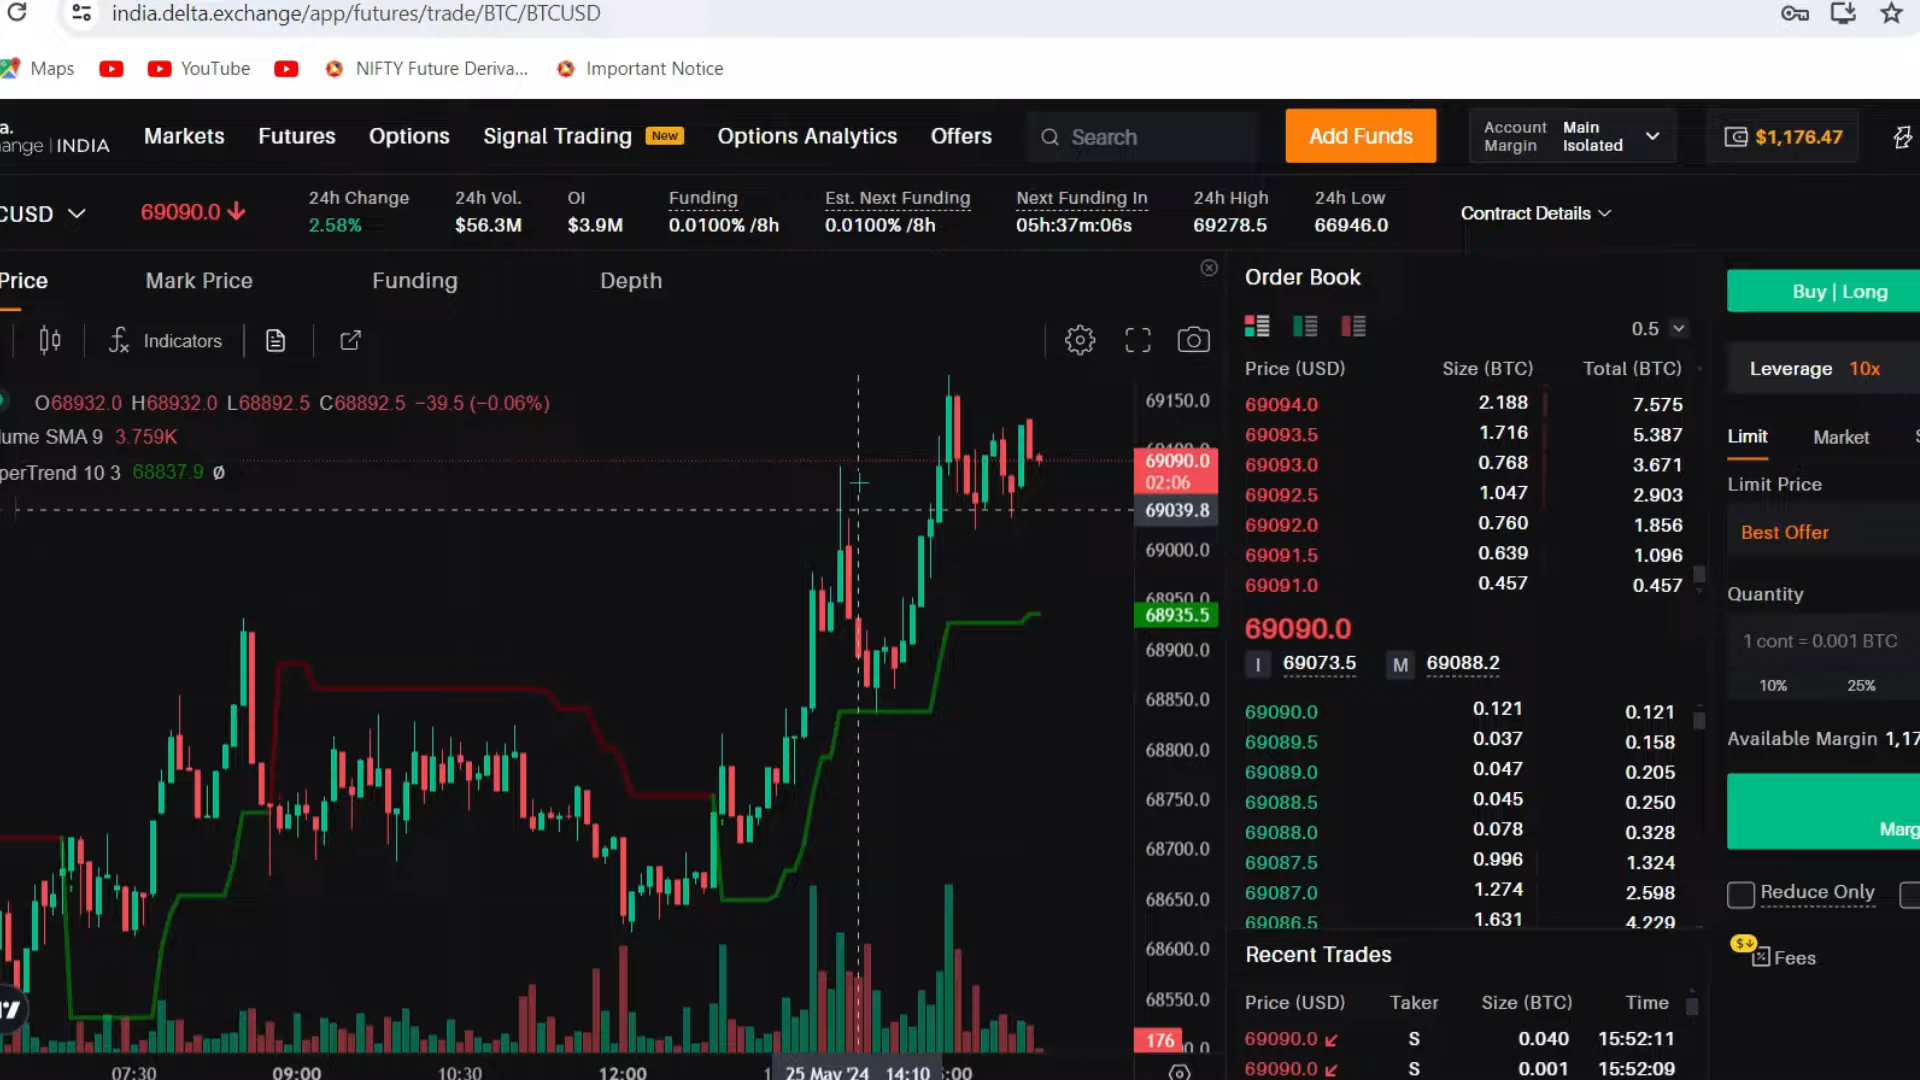 india.delta.exchange/app/futures/trade/BTC/BTCUSD
Maps YouTube NIFTY Future Deriva... Important Notice
a.
ange | INDIA
Markets Futures Options Signal Trading New Options Analytics Offers Search Add Funds
Account Main
Margin Isolated
$1,176.47
CUSD 69090.0
24h Change 24h Vol. OI Funding Est. Next Funding Next Funding In 24h High 24h Low
2.58% $56.3M $3.9M 0.0100% /8h 0.0100% /8h 05h:37m:06s 69278.5 66946.0
Contract Details
Price Mark Price Funding Depth
Indicators
O68932.0 H68932.0 L68892.5 C68892.5 −39.5 (−0.06%)
ume SMA 9 3.759K
perTrend 10 3 68837.9 Ø
69150.0
69090.0
02:06
69039.8
69000.0
68950.0
68935.5
68900.0
68850.0
68800.0
68750.0
68700.0
68650.0
68600.0
68550.0
176
07:30 09:00 10:30 12:00 25 May '24 14:10 :00
Order Book
0.5
Price (USD) Size (BTC) Total (BTC)
69094.0 2.188 7.575
69093.5 1.716 5.387
69093.0 0.768 3.671
69092.5 1.047 2.903
69092.0 0.760 1.856
69091.5 0.639 1.096
69091.0 0.457 0.457
69090.0
I 69073.5 M 69088.2
69090.0 0.121 0.121
69089.5 0.037 0.158
69089.0 0.047 0.205
69088.5 0.045 0.250
69088.0 0.078 0.328
69087.5 0.996 1.324
69087.0 1.274 2.598
69086.5 1.631 4.229
Recent Trades
Price (USD) Taker Size (BTC) Time
69090.0 S 0.040 15:52:11
69090.0 S 0.001 15:52:09
Buy | Long
Leverage 10x
Limit Market S
Limit Price
Best Offer
Quantity
1 cont = 0.001 BTC
10% 25%
Available Margin 1,17
Marg
Reduce Only
Fees